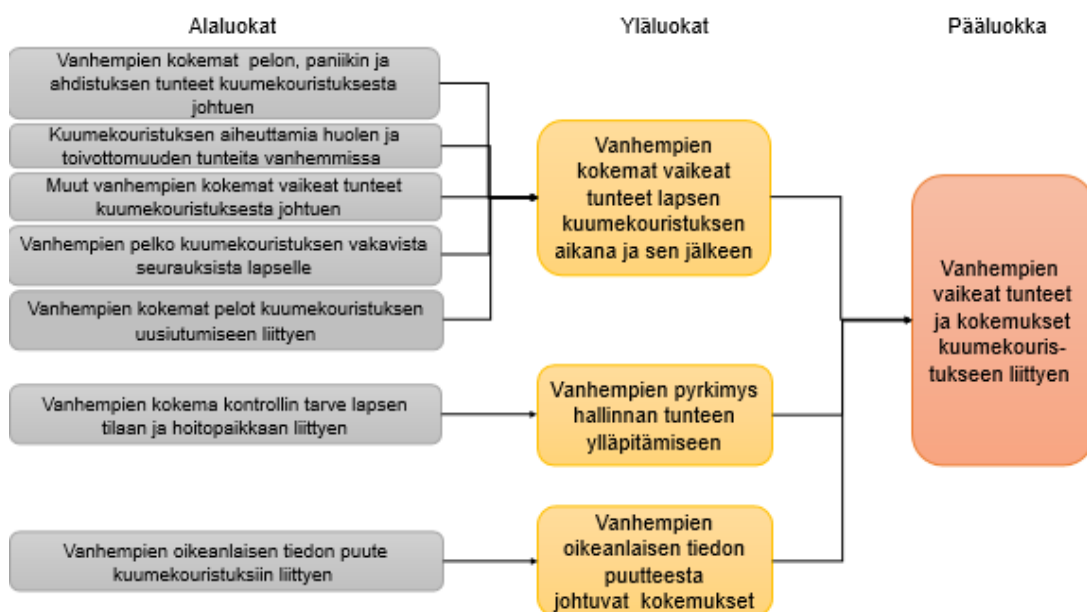 Alaluokat
Yläluokat
Pääluokka
Vanhempien kokemat pelon, paniikin ja
ahdistuksen tunteet kuumekouristuksesta
johtuen
Kuumekouristuksen aiheuttamia huolen ja
toivottomuuden tunteita vanhemmissa
Muut vanhempien kokemat vaikeat tunteet
kuumekouristuksesta johtuen
Vanhempien pelko kuumekouristuksen vakavista
seurauksista lapselle
Vanhempien kokemat pelot kuumekouristuksen
uusiutumiseen liittyen
Vanhempien kokema kontrollin tarve lapsen
tilaan ja hoitopaikkaan liittyen
Vanhempien oikeanlaisen tiedon puute
kuumekouristuksiin liittyen
Vanhempien
kokemat vaikeat
tunteet lapsen
kuumekouristuksen
aikana ja sen jälkeen
Vanhempien pyrkimys
hallinnan tunteen
ylläpitämiseen
Vanhempien
oikeanlaisen tiedon
puutteesta
johtuvat kokemukset
Vanhempien
vaikeat tunteet
ja kokemukset
kuumekouris-
tukseen liittyen